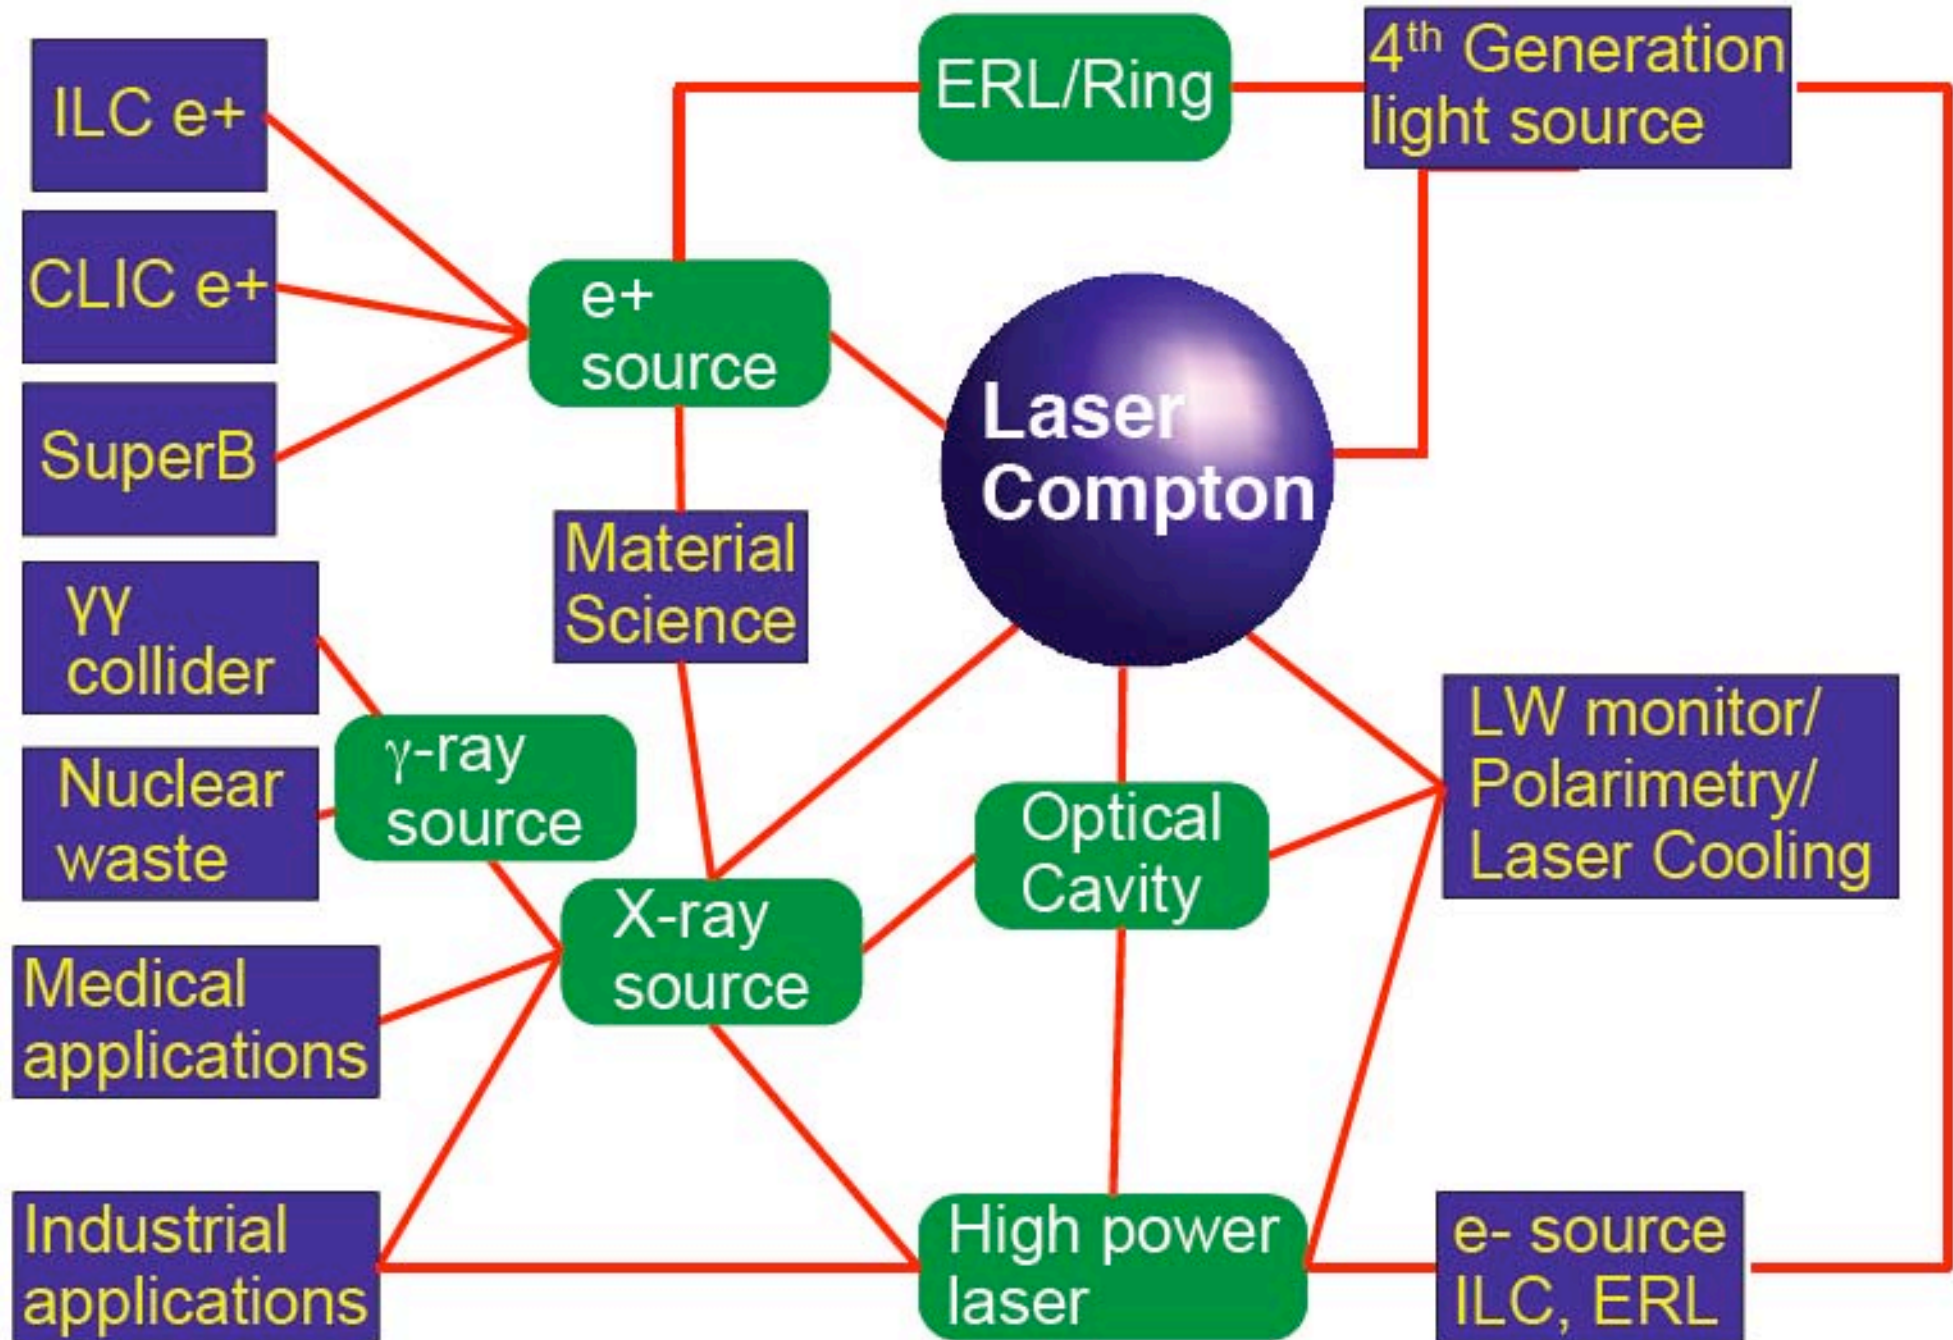 ILC e+
CLIC e+
SuperB
γγ
collider
Nuclear
waste
Medical
applications
Industrial
applications
e+
source
Material
Science
γ-ray
source
X-ray
source
ERL/Ring
4th Generation
light source
Laser
Compton
Optical
Cavity
High power
laser
LW monitor/
Polarimetry/
Laser Cooling
e- source
ILC, ERL